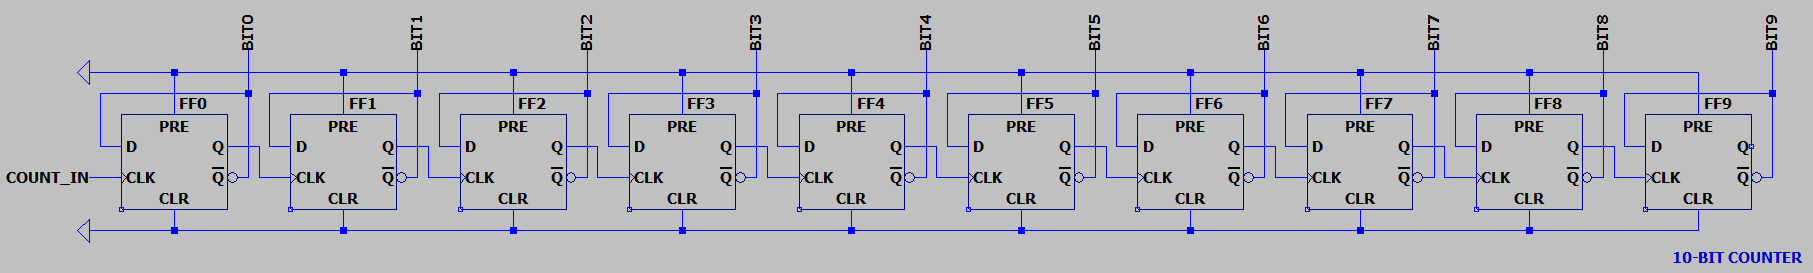 BIT0 BIT1 BIT2 BIT3 BIT4 BIT5 BIT6 BIT7 BIT8 BIT9
FF0 FF1 FF2 FF3 FF4 FF5 FF6 FF7 FF8 FF9
PRE PRE PRE PRE PRE PRE PRE PRE PRE PRE
D Q D Q D Q D Q D Q D Q D Q D Q D Q D Q
COUNT_IN CLK Q̅ CLK Q̅ CLK Q̅ CLK Q̅ CLK Q̅ CLK Q̅ CLK Q̅ CLK Q̅ CLK Q̅ CLK Q̅
CLR CLR CLR CLR CLR CLR CLR CLR CLR CLR
10-BIT COUNTER